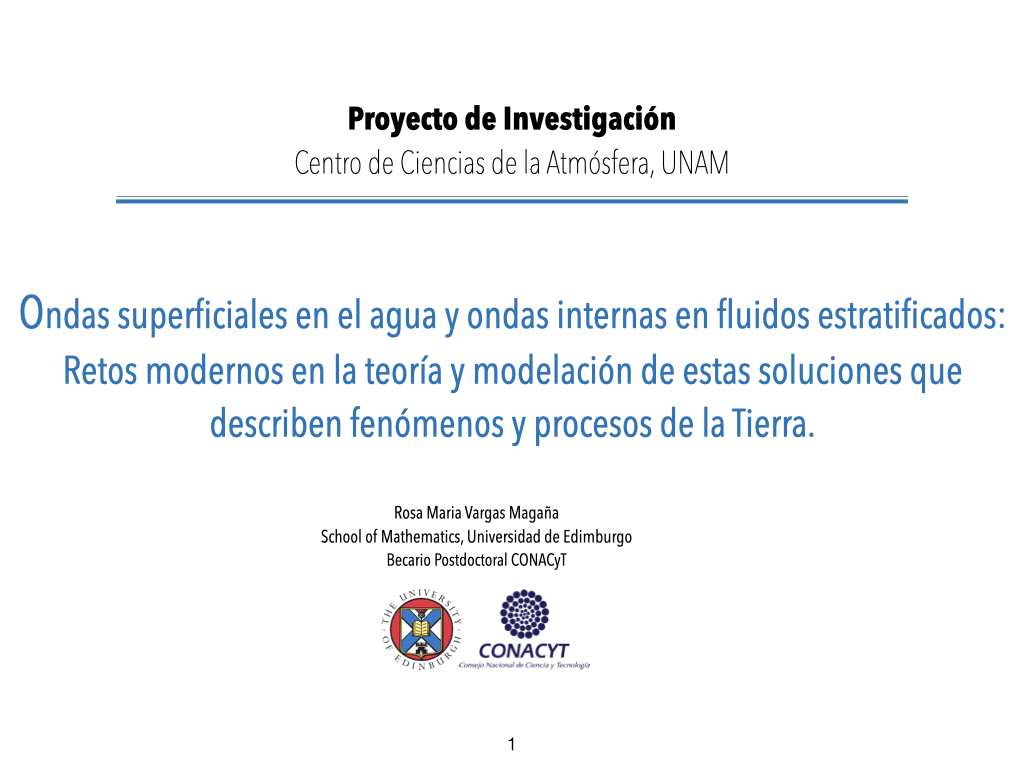 Proyecto de Investigación
Centro de Ciencias de la Atmósfera, UNAM
Ondas superficiales en el agua y ondas internas en fluidos estratificados:
Retos modernos en la teoría y modelación de estas soluciones que
describen fenómenos y procesos de la Tierra.
Rosa Maria Vargas Magaña
School of Mathematics, Universidad de Edimburgo
Becario Postdoctoral CONACyT
THE UNIVERSITY OF EDINBURGH
CONACYT
Consejo Nacional de Ciencia y Tecnología
1